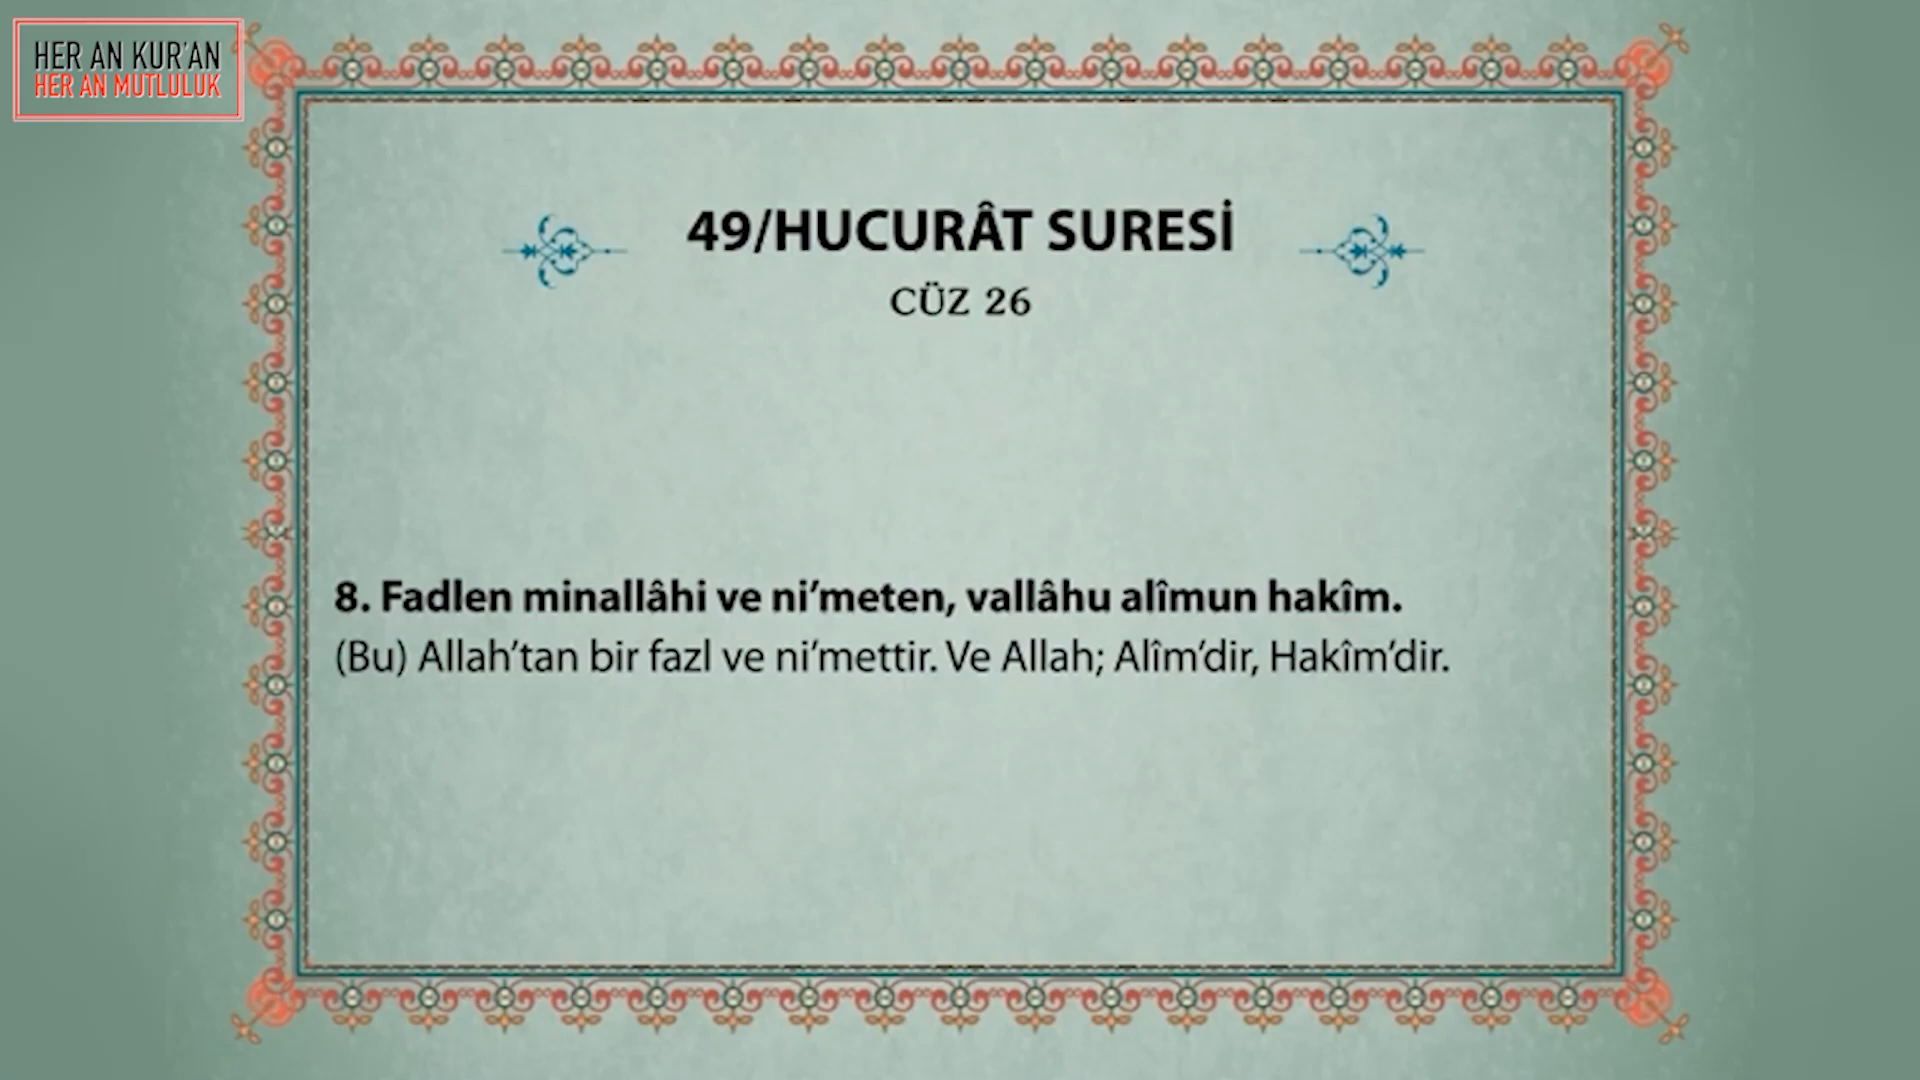 HER AN KUR'AN
HER AN MUTLULUK
49/HUCURÂT SURESİ
CÜZ 26
8. Fadlen minallâhi ve ni’meten, vallâhu alîmun hakîm.
(Bu) Allah’tan bir fazl ve ni’mettir. Ve Allah; Alîm’dir, Hakîm’dir.